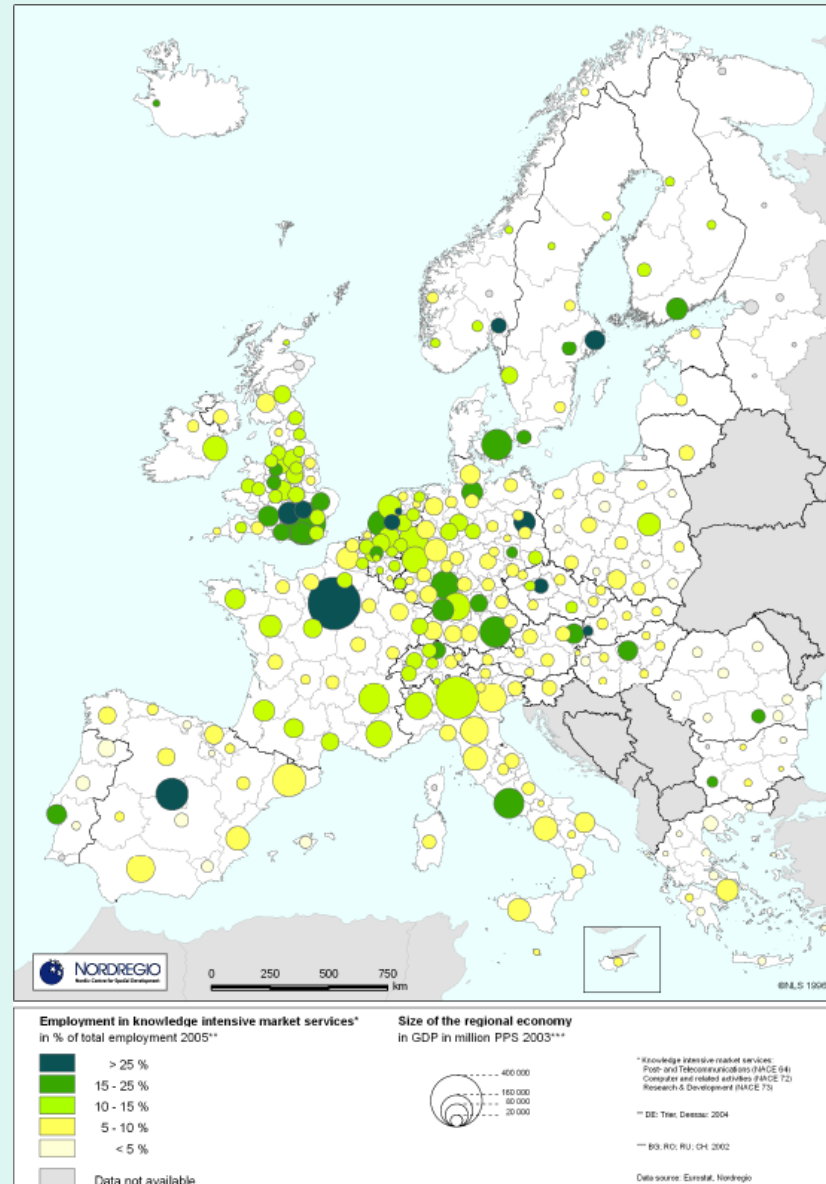 NORDREGIO
Nordic Centre for Spatial Development
0 250 500 750
km
©NLS 1996
Employment in knowledge intensive market services*
in % of total employment 2005**
> 25 %
15 - 25 %
10 - 15 %
5 - 10 %
< 5 %
Data not available
Size of the regional economy
in GDP in million PPS 2003***
400 000
160 000
60 000
20 000
* Knowledge intensive market services:
Post- and Telecommunications (NACE 64)
Computer and related activities (NACE 72)
Research & Development (NACE 73)
** DE: Trier, Dessau: 2004
*** BG; RO; RU; CH: 2002
Data source: Eurostat, Nordregio